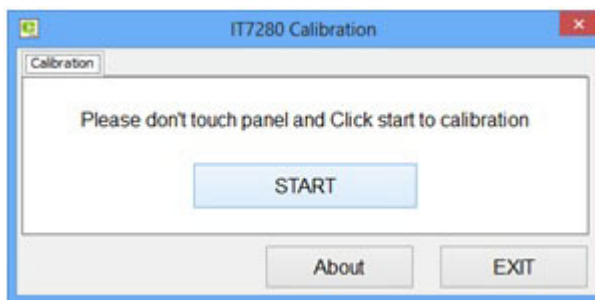 IT7280 Calibration
Calibration
Please don't touch panel and Click start to calibration
START
About
EXIT